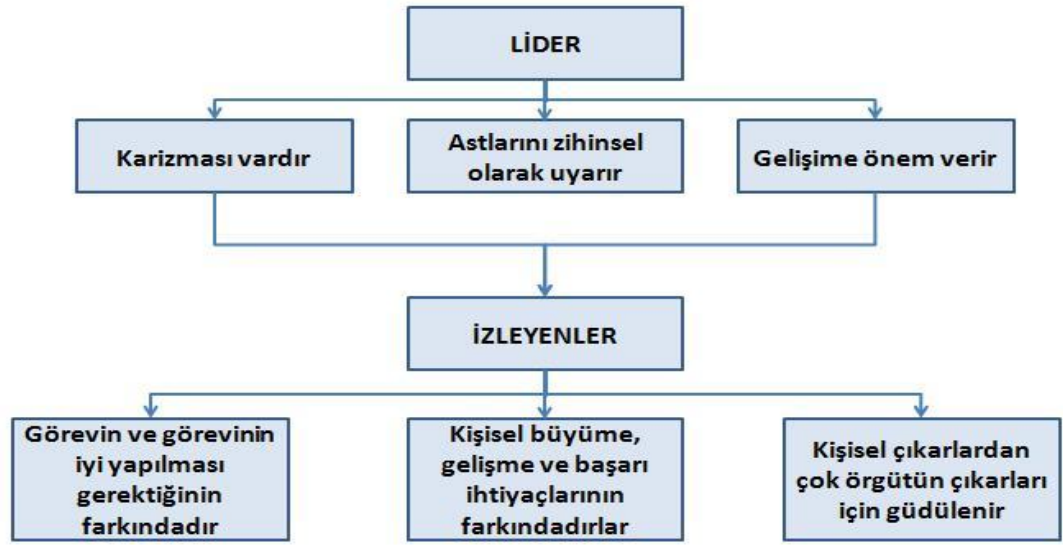 LİDER
Karizması vardır
Astlarını zihinsel
olarak uyarır
Gelişime önem verir
İZLEYENLER
Görevin ve görevinin
iyi yapılması
gerektiğinin
farkındadır
Kişisel büyüme,
gelişme ve başarı
ihtiyaçlarının
farkındadırlar
Kişisel çıkarlardan
çok örgütün çıkarları
için güdülenir